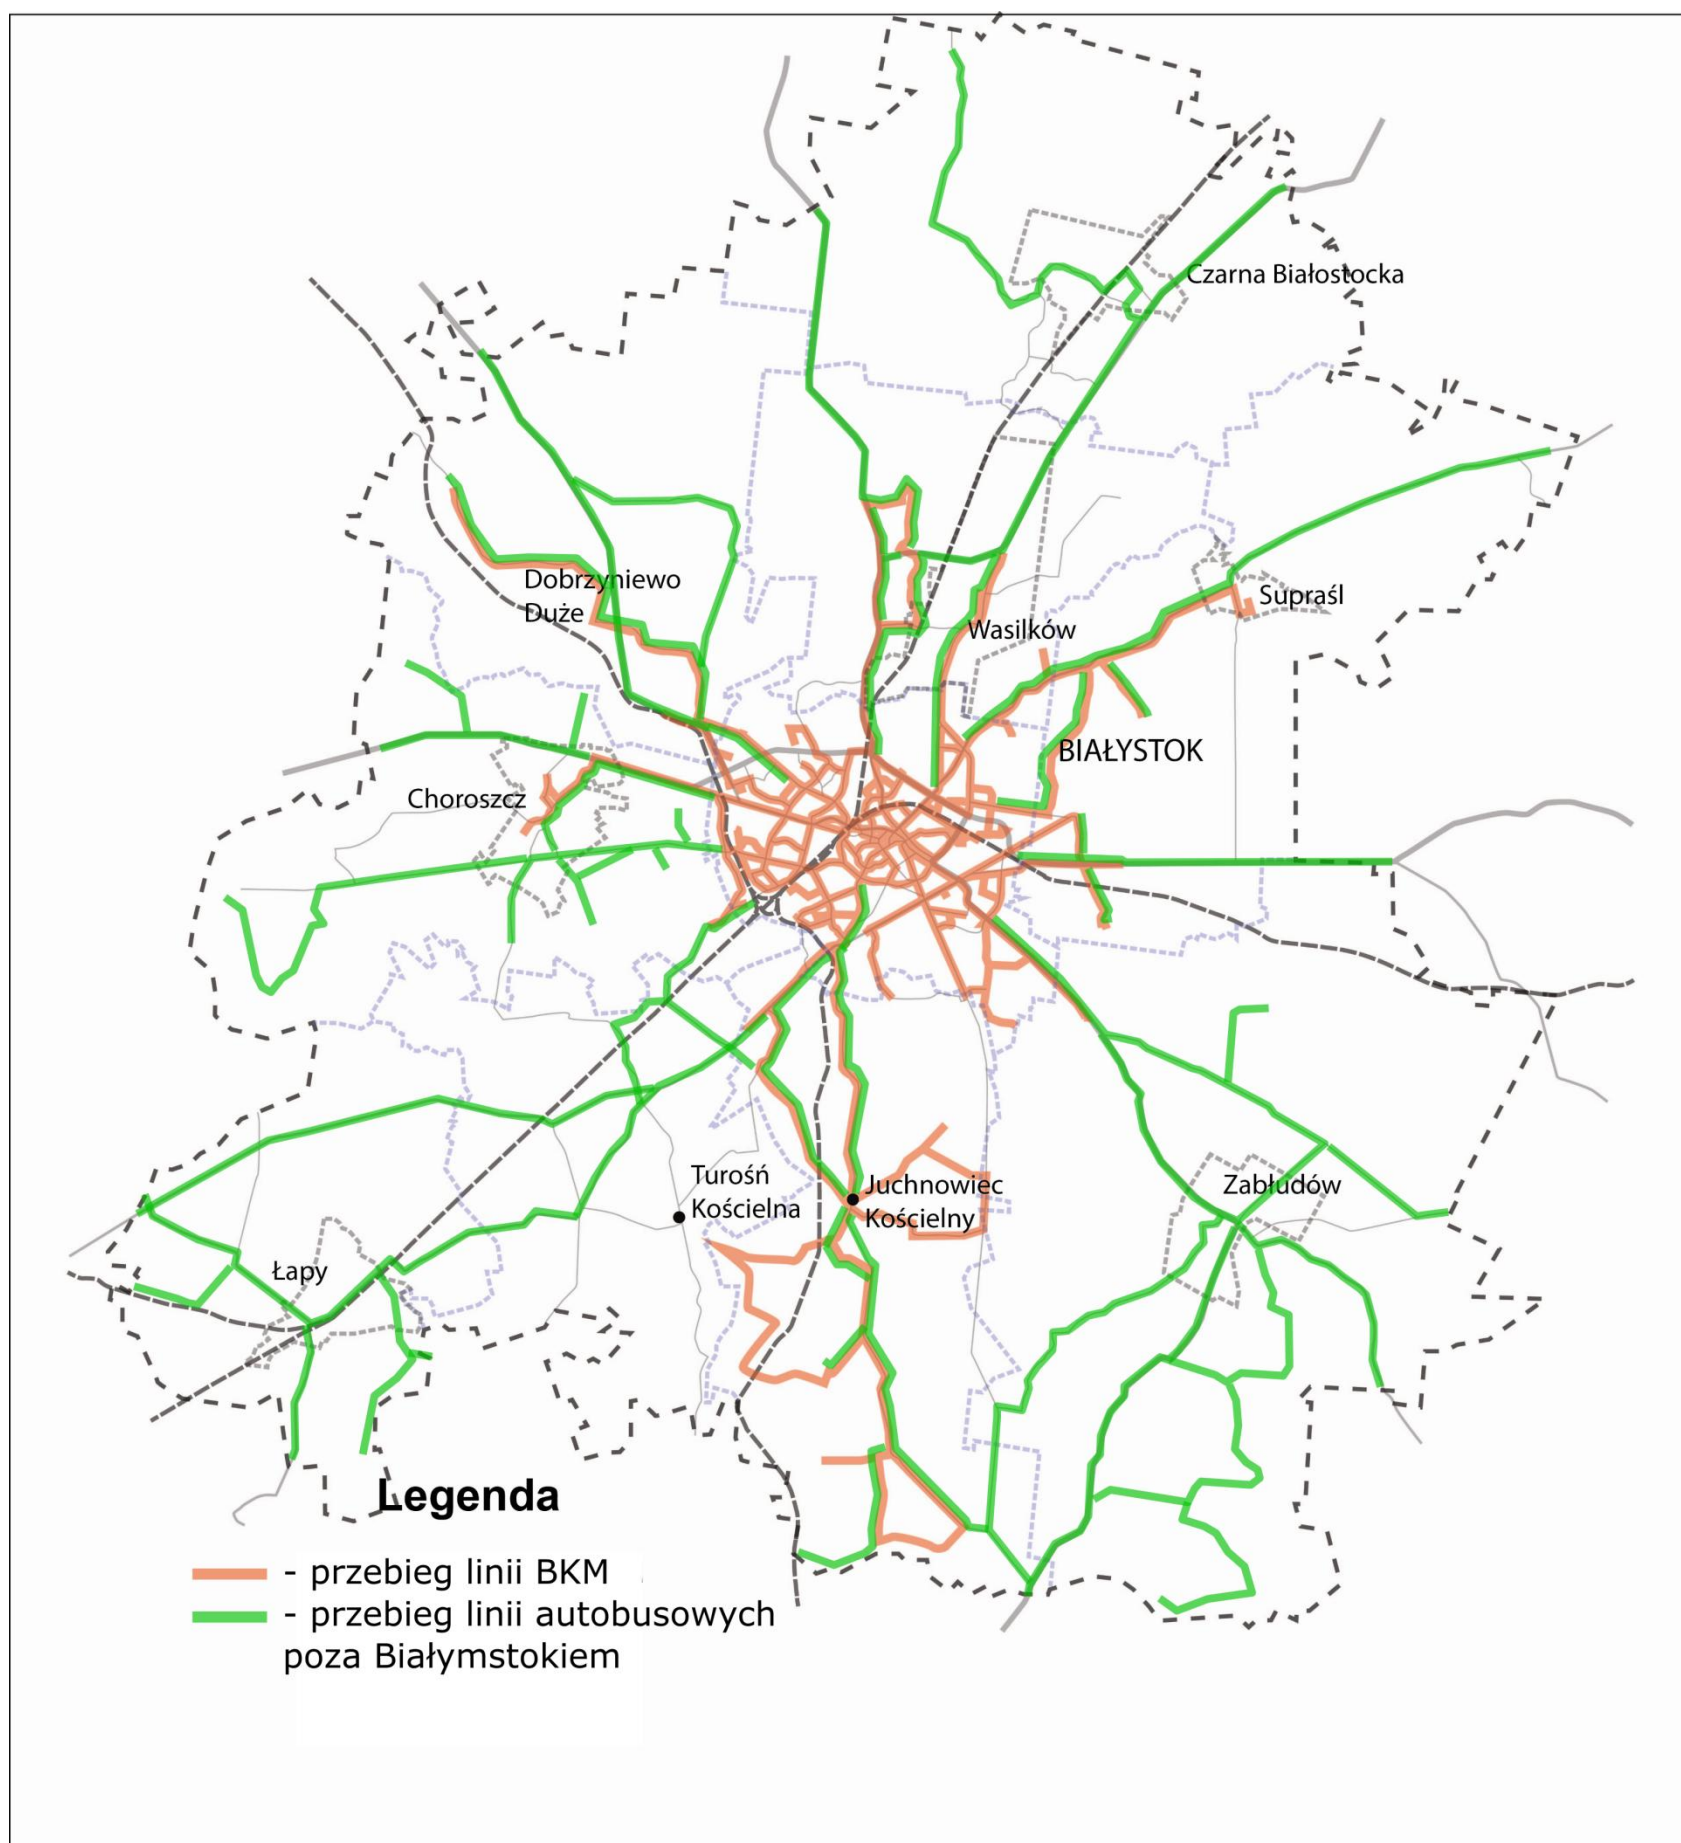 Czarna Białostocka
Dobrzyniewo
Duże
Supraśl
Wasilków
BIAŁYSTOK
Choroszcz
Turośń
Kościelna
Juchnowiec
Kościelny
Zabłudów
Łapy
Legenda
- przebieg linii BKM
- przebieg linii autobusowych
poza Białymstokiem